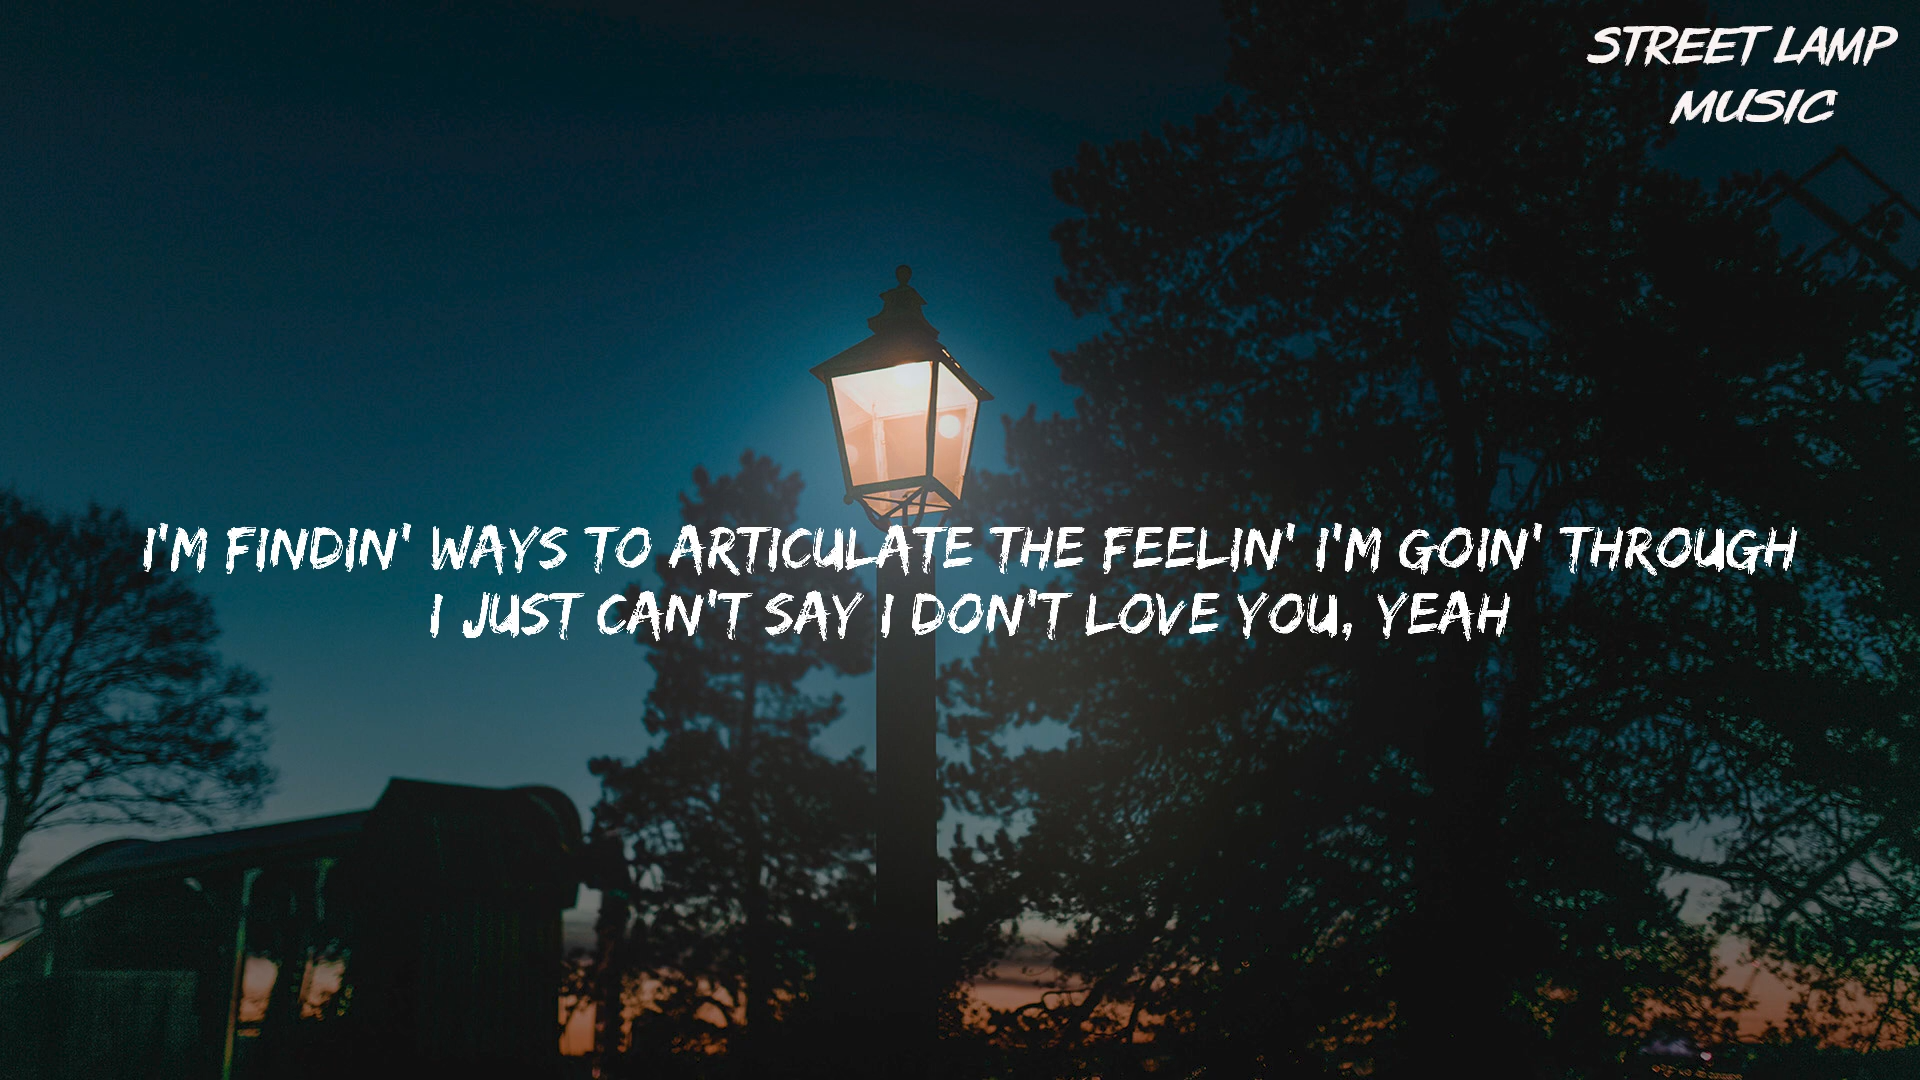 STREET LAMP
MUSIC
I'M FINDIN' WAYS TO ARTICULATE THE FEELIN' I'M GOIN' THROUGH
I JUST CAN'T SAY I DON'T LOVE YOU, YEAH